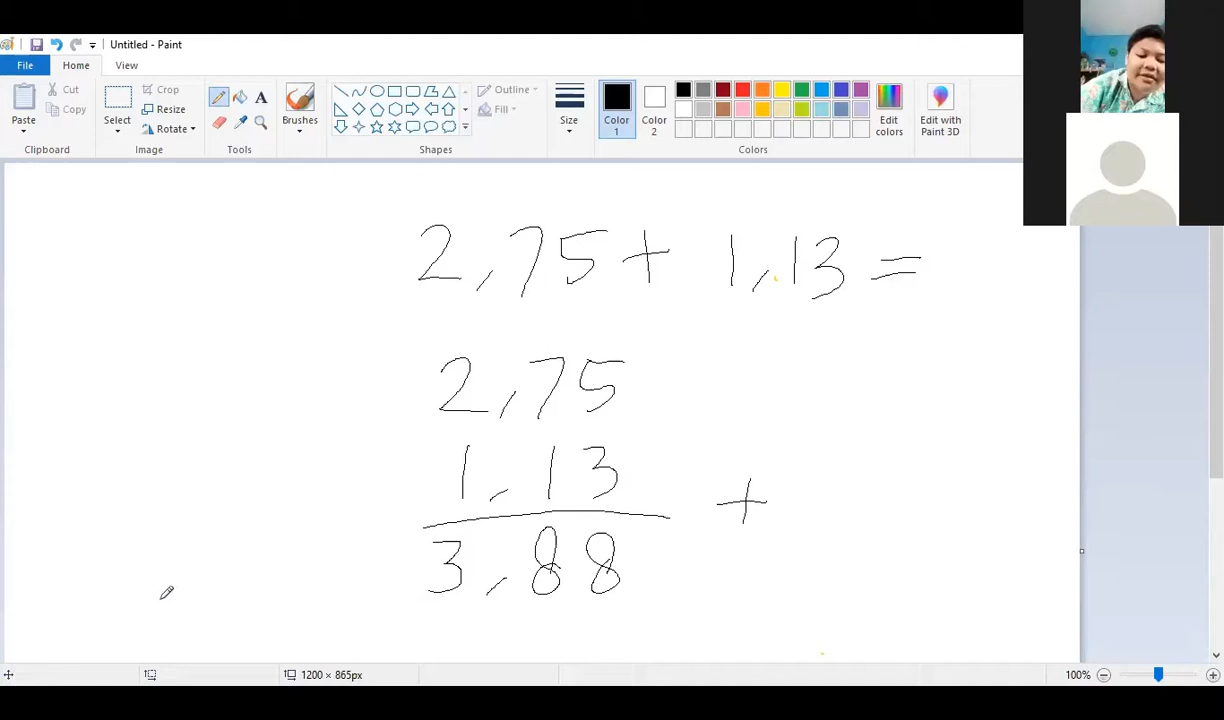 Untitled - Paint
File Home View
Paste
Cut
Copy
Clipboard
Select
Crop
Resize
Rotate
Image
A
Tools
Brushes
Outline
Fill
Shapes
Size
Color 1
Color 2
Colors
Edit colors
Edit with Paint 3D
2,75 + 1,13 =
2,75
1,13
+
3,88
1200 × 865px
100%